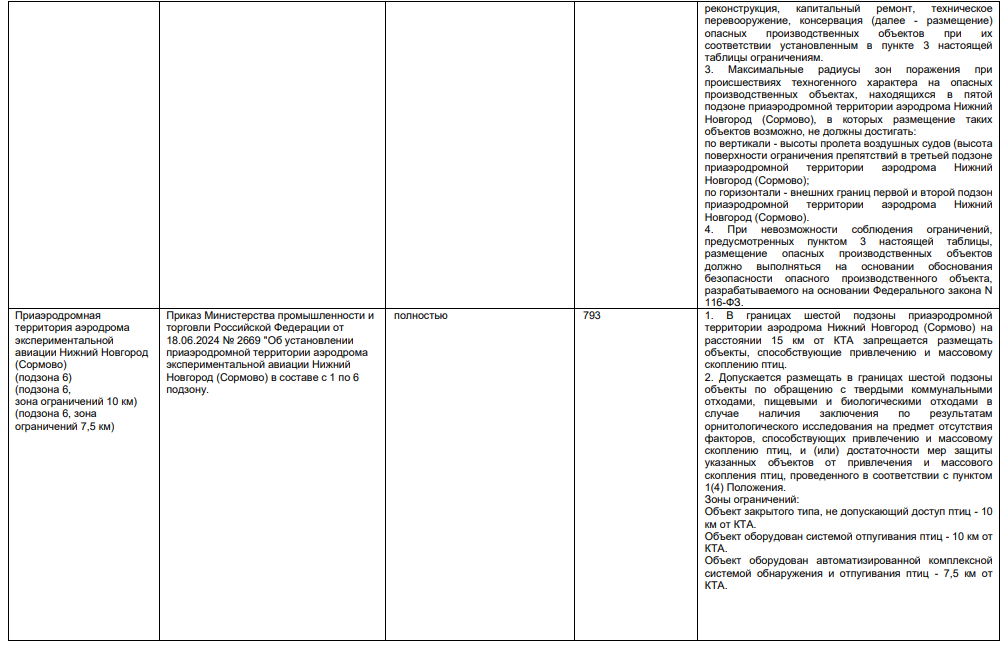 реконструкция, капитальный ремонт, техническое
перевооружение, консервация (далее - размещение)
опасных производственных объектов при их
соответствии установленным в пункте 3 настоящей
таблицы ограничениям.
3. Максимальные радиусы зон поражения при
происшествиях техногенного характера на опасных
производственных объектах, находящихся в пятой
подзоне приаэродромной территории аэродрома Нижний
Новгород (Сормово), в которых размещение таких
объектов возможно, не должны достигать:
по вертикали - высоты пролета воздушных судов (высота
поверхности ограничения препятствий в третьей подзоне
приаэродромной территории аэродрома Нижний
Новгород (Сормово);
по горизонтали - внешних границ первой и второй подзон
приаэродромной территории аэродрома Нижний
Новгород (Сормово).
4. При невозможности соблюдения ограничений,
предусмотренных пунктом 3 настоящей таблицы,
размещение опасных производственных объектов
должно выполняться на основании обоснования
безопасности опасного производственного объекта,
разрабатываемого на основании Федерального закона N
116-ФЗ.
Приаэродромная
территория аэродрома
экспериментальной
авиации Нижний Новгород
(Сормово)
(подзона 6)
(подзона 6,
зона ограничений 10 км)
(подзона 6, зона
ограничений 7,5 км)
Приказ Министерства промышленности и
торговли Российской Федерации от
18.06.2024 № 2669 "Об установлении
приаэродромной территории аэродрома
экспериментальной авиации Нижний
Новгород (Сормово) в составе с 1 по 6
подзону.
полностью
793
1. В границах шестой подзоны приаэродромной
территории аэродрома Нижний Новгород (Сормово) на
расстоянии 15 км от КТА запрещается размещать
объекты, способствующие привлечению и массовому
скоплению птиц.
2. Допускается размещать в границах шестой подзоны
объекты по обращению с твердыми коммунальными
отходами, пищевыми и биологическими отходами в
случае наличия заключения по результатам
орнитологического исследования на предмет отсутствия
факторов, способствующих привлечению и массовому
скоплению птиц, и (или) достаточности мер защиты
указанных объектов от привлечения и массового
скопления птиц, проведенного в соответствии с пунктом
1(4) Положения.
Зоны ограничений:
Объект закрытого типа, не допускающий доступ птиц - 10
км от КТА.
Объект оборудован системой отпугивания птиц - 10 км от
КТА.
Объект оборудован автоматизированной комплексной
системой обнаружения и отпугивания птиц - 7,5 км от
КТА.